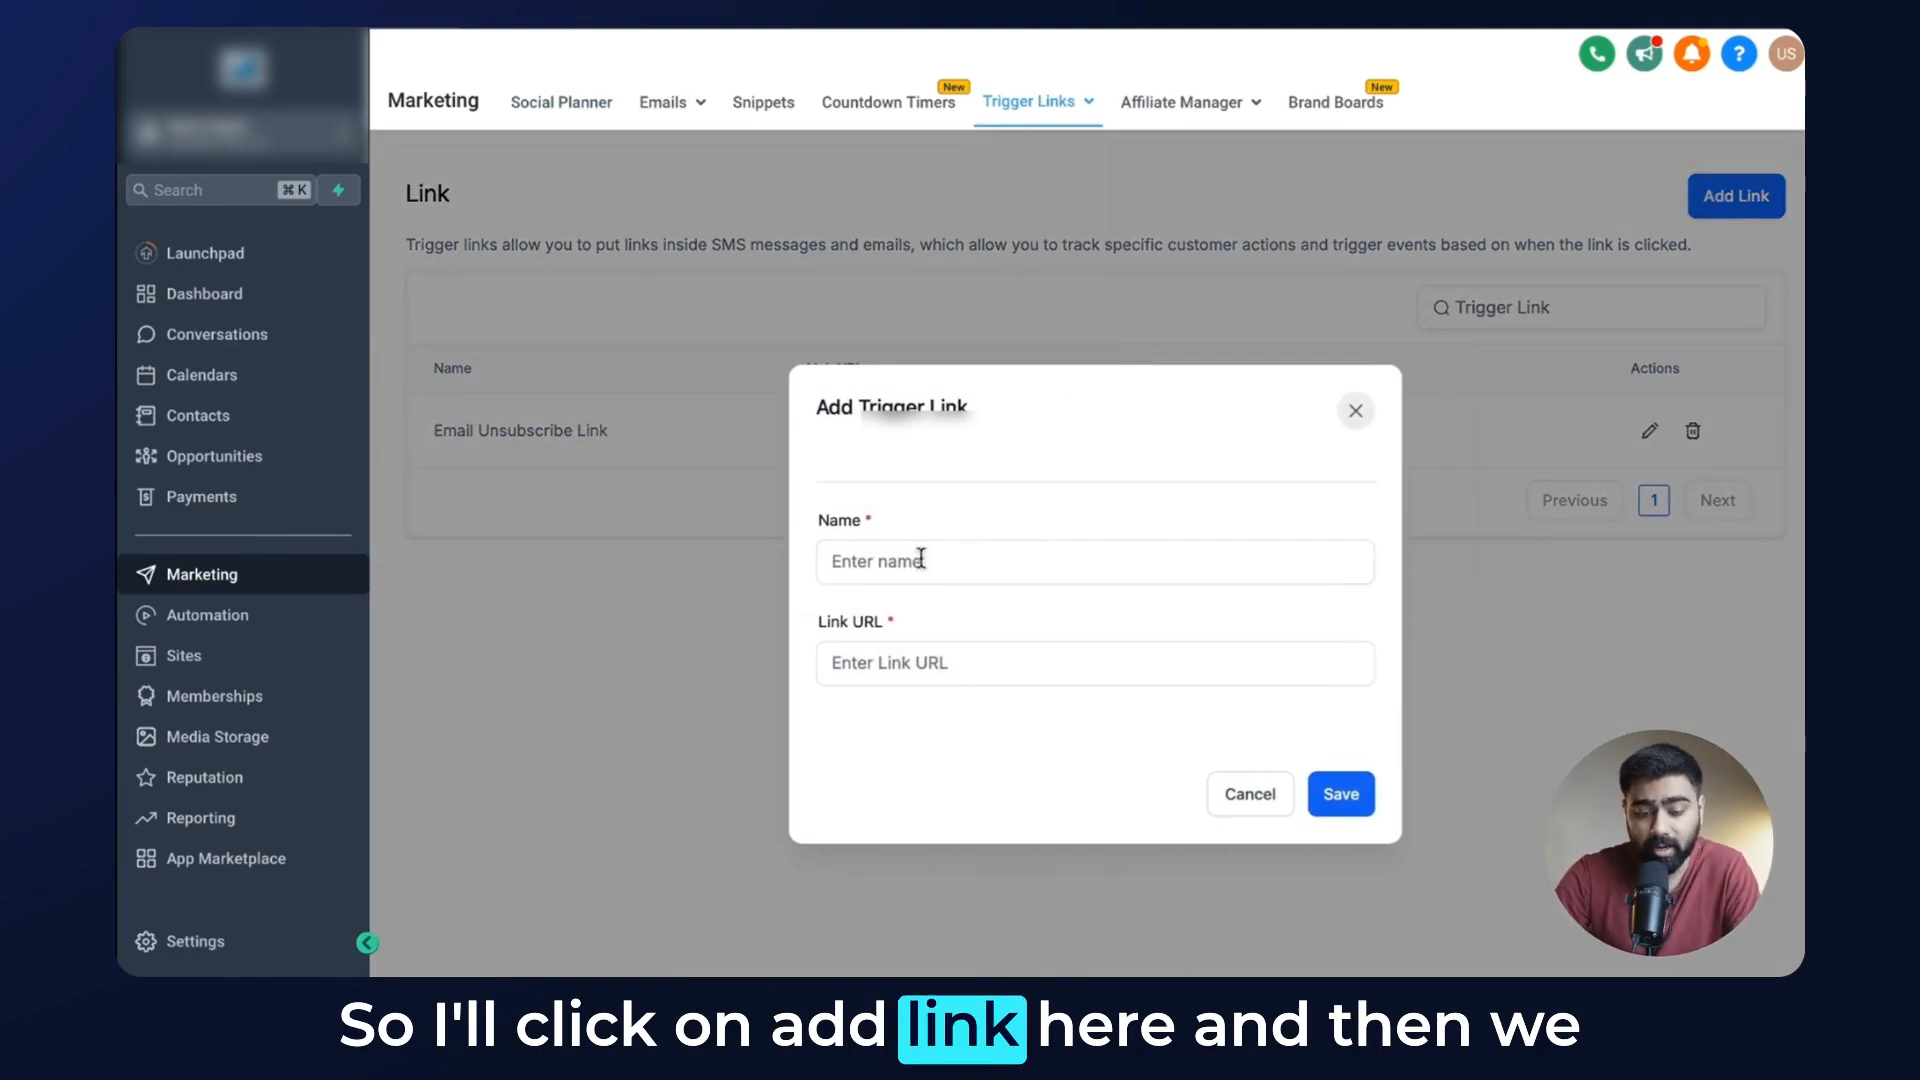 US
Marketing
Social Planner
Emails
Snippets
Countdown Timers
New
Trigger Links
Affiliate Manager
Brand Boards
New
Search
⌘ K
Launchpad
Dashboard
Conversations
Calendars
Contacts
Opportunities
Payments
Marketing
Automation
Sites
Memberships
Media Storage
Reputation
Reporting
App Marketplace
Settings
Link
Add Link
Trigger links allow you to put links inside SMS messages and emails, which allow you to track specific customer actions and trigger events based on when the link is clicked.
Trigger Link
Name
Actions
Email Unsubscribe Link
Previous
1
Next
Add Trigger Link
Name *
Enter name
Link URL *
Enter Link URL
Cancel
Save
So I'll click on add link here and then we